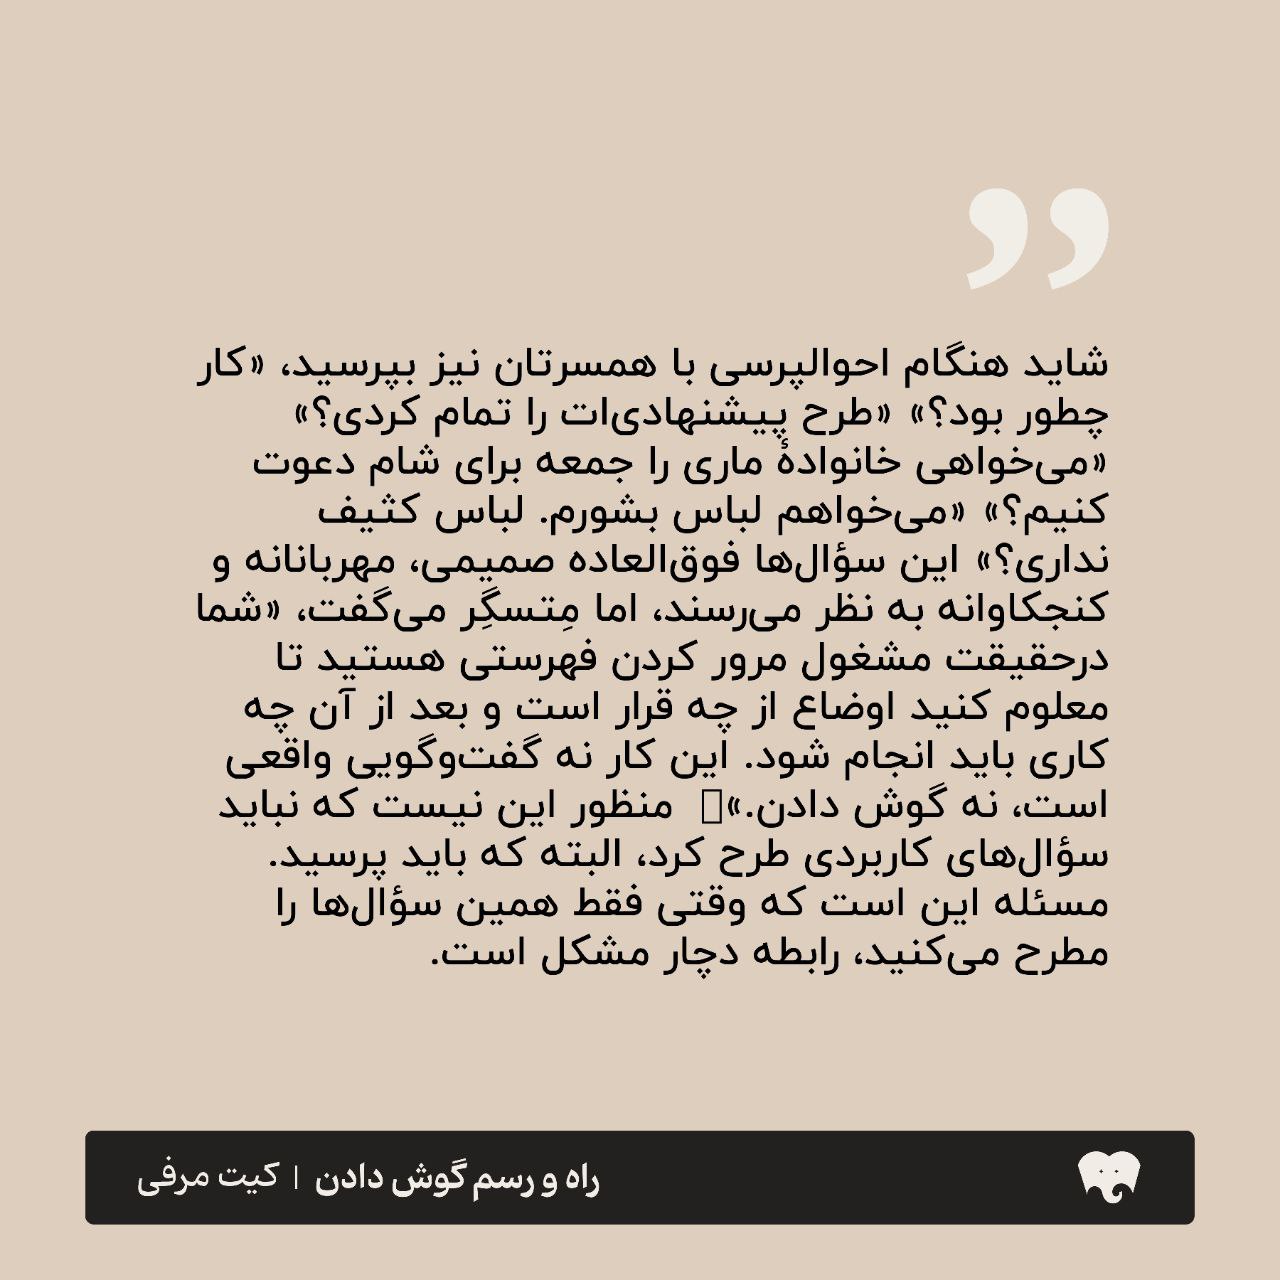 شاید هنگام احوالپرسی با همسرتان نیز بپرسید، «کار
چطور بود؟» «طرح پیشنهادی‌ات را تمام کردی؟»
«می‌خواهی خانوادهٔ ماری را جمعه برای شام دعوت
کنیم؟» «می‌خواهم لباس بشورم. لباس کثیف
نداری؟» این سؤال‌ها فوق‌العاده صمیمی، مهربانانه و
کنجکاوانه به نظر می‌رسند، اما مِتسگِر می‌گفت، «شما
درحقیقت مشغول مرور کردن فهرستی هستید تا
معلوم کنید اوضاع از چه قرار است و بعد از آن چه
کاری باید انجام شود. این کار نه گفت‌وگویی واقعی
است، نه گوش دادن.» منظور این نیست که نباید
سؤال‌های کاربردی طرح کرد، البته که باید پرسید.
مسئله این است که وقتی فقط همین سؤال‌ها را
مطرح می‌کنید، رابطه دچار مشکل است.
راه و رسم گوش دادن | کیت مرفی